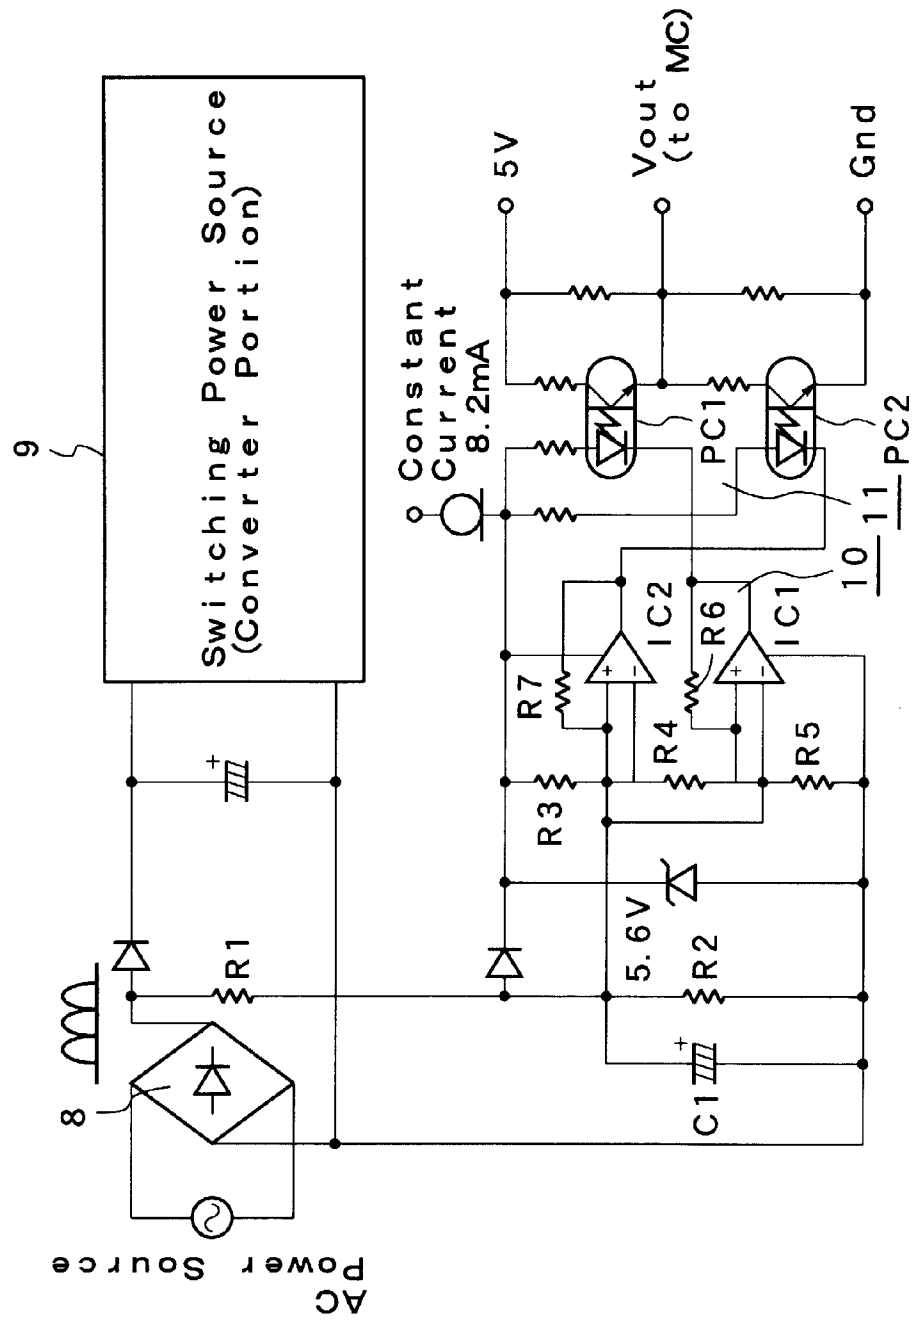 9
Switching Power Source
(Converter Portion)
8
AC
Power Source
R1
Constant
Current
8.2mA
5V
Vout
(to MC)
Gnd
PC1
PC2
11
10
IC2
IC1
R7
R6
R3
R4
R5
5.6V
R2
C1
+
+
+
-
+
-